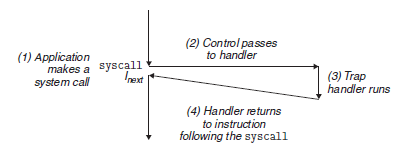 (1) Application
makes a
system call
syscall
Inext
(2) Control passes
to handler
(3) Trap
handler runs
(4) Handler returns
to instruction
following the syscall